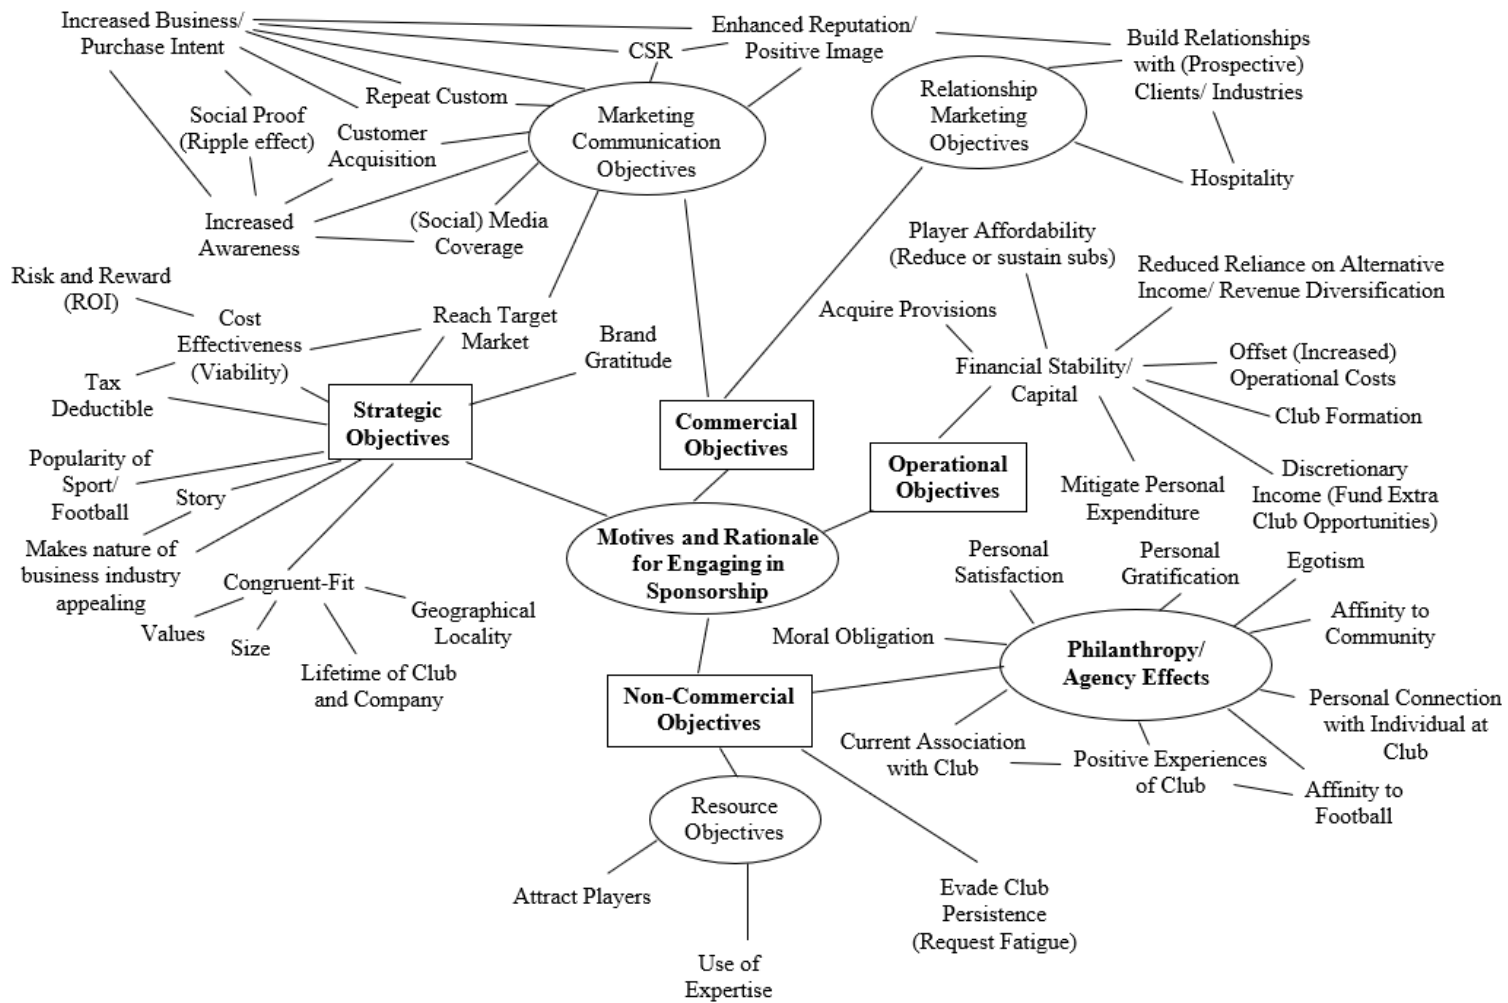 Increased Business/
Purchase Intent
Enhanced Reputation/
Positive Image
CSR
Build Relationships
with (Prospective)
Clients/ Industries
Repeat Custom
Social Proof
(Ripple effect)
Customer
Acquisition
Marketing
Communication
Objectives
Relationship
Marketing
Objectives
Hospitality
Increased
Awareness
(Social) Media
Coverage
Player Affordability
(Reduce or sustain subs)
Reduced Reliance on Alternative
Income/ Revenue Diversification
Risk and Reward
(ROI)
Cost
Effectiveness
(Viability)
Reach Target
Market
Brand
Gratitude
Acquire Provisions
Financial Stability/
Capital
Offset (Increased)
Operational Costs
Tax
Deductible
Strategic
Objectives
Commercial
Objectives
Club Formation
Operational
Objectives
Popularity of
Sport/
Football
Story
Mitigate Personal
Expenditure
Discretionary
Income (Fund Extra
Club Opportunities)
Makes nature of
business industry
appealing
Motives and Rationale
for Engaging in
Sponsorship
Personal
Satisfaction
Personal
Gratification
Egotism
Congruent-Fit
Values
Size
Geographical
Locality
Lifetime of Club
and Company
Moral Obligation
Philanthropy/
Agency Effects
Affinity to
Community
Non-Commercial
Objectives
Personal Connection
with Individual at
Club
Current Association
with Club
Positive Experiences
of Club
Affinity to
Football
Resource
Objectives
Attract Players
Evade Club
Persistence
(Request Fatigue)
Use of
Expertise